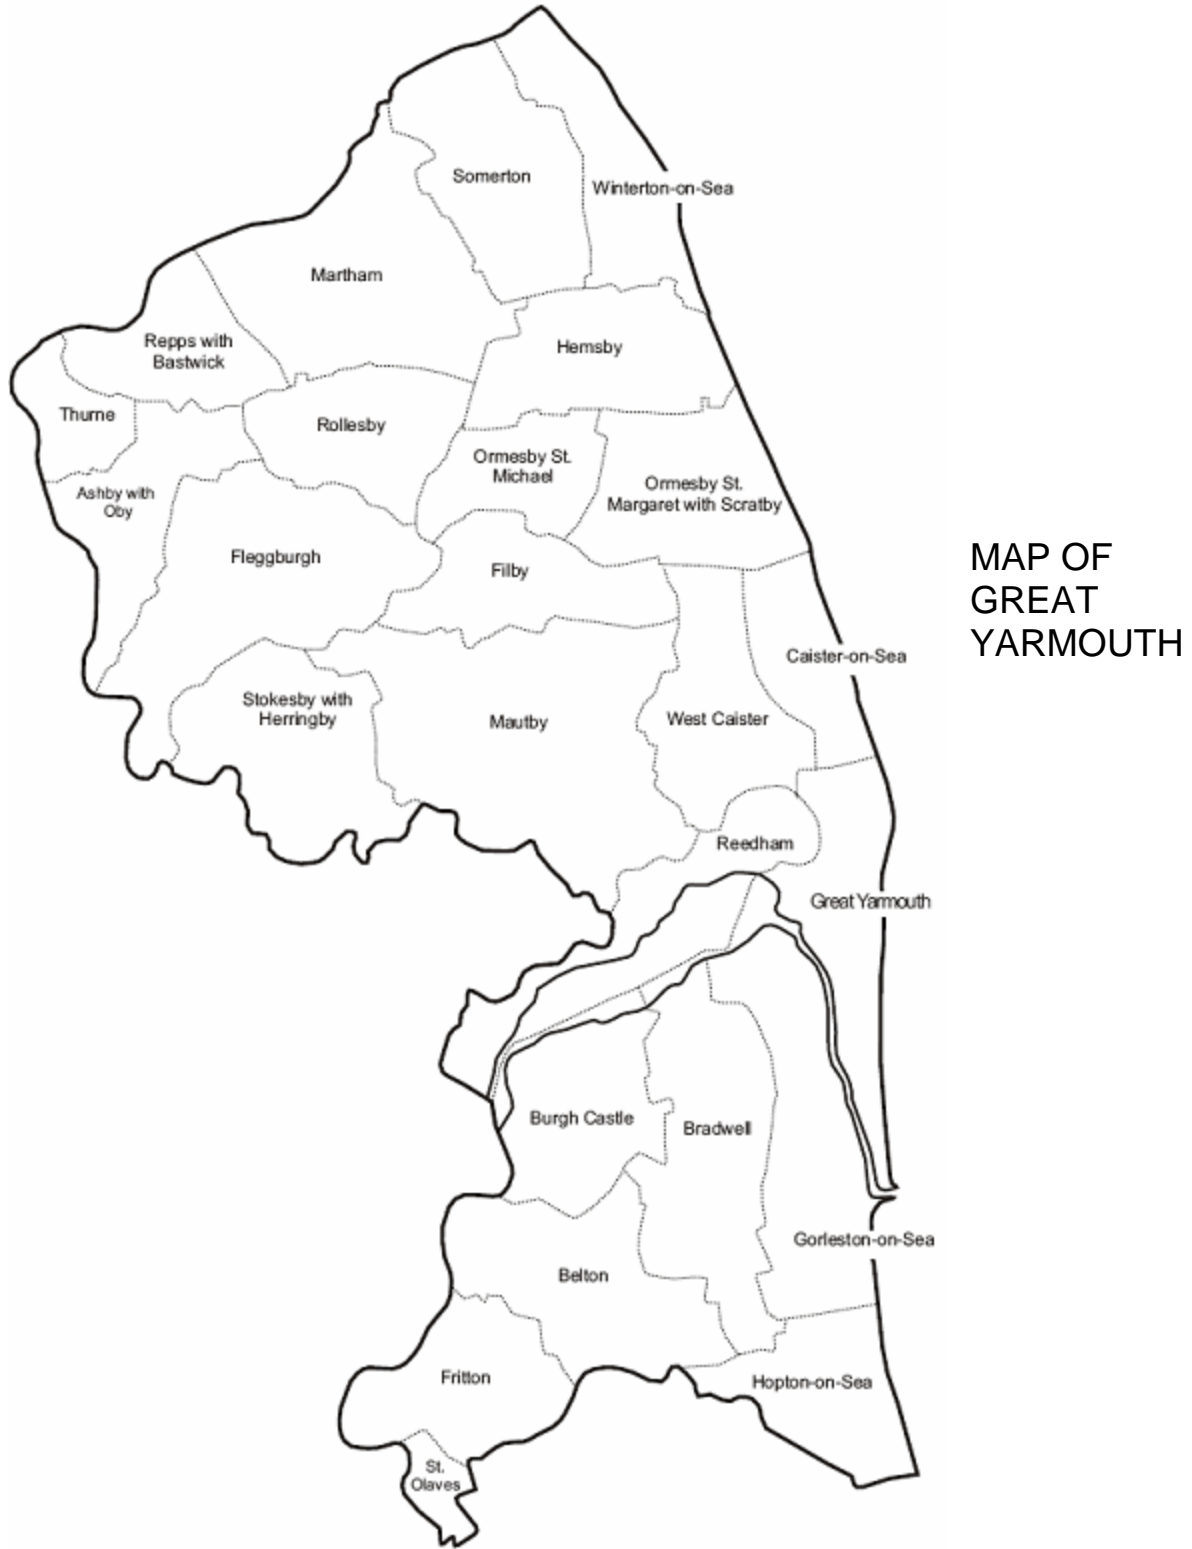 Somerton
Winterton-on-Sea
Martham
Repps with
Bastwick
Hemsby
Thurne
Rollesby
Ormesby St.
Michael
Ormesby St.
Margaret with Scratby
Ashby with
Oby
Fleggburgh
Filby
MAP OF
GREAT
YARMOUTH
Caister-on-Sea
Stokesby with
Herringby
Mautby
West Caister
Reedham
Great Yarmouth
Burgh Castle
Bradwell
Gorleston-on-Sea
Belton
Fritton
Hopton-on-Sea
St.
Olaves